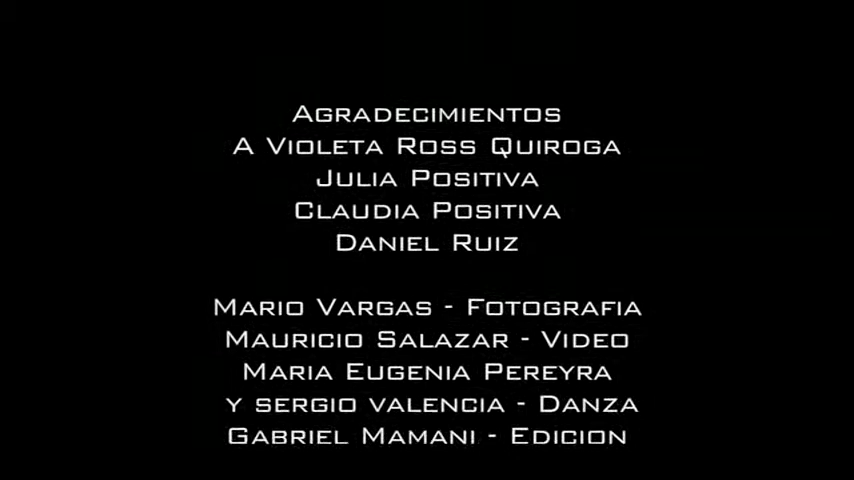 Agradecimientos
A Violeta Ross Quiroga
Julia Positiva
Claudia Positiva
Daniel Ruiz
Mario Vargas - Fotografia
Mauricio Salazar - Video
Maria Eugenia Pereyra
y sergio valencia - Danza
Gabriel Mamani - Edicion